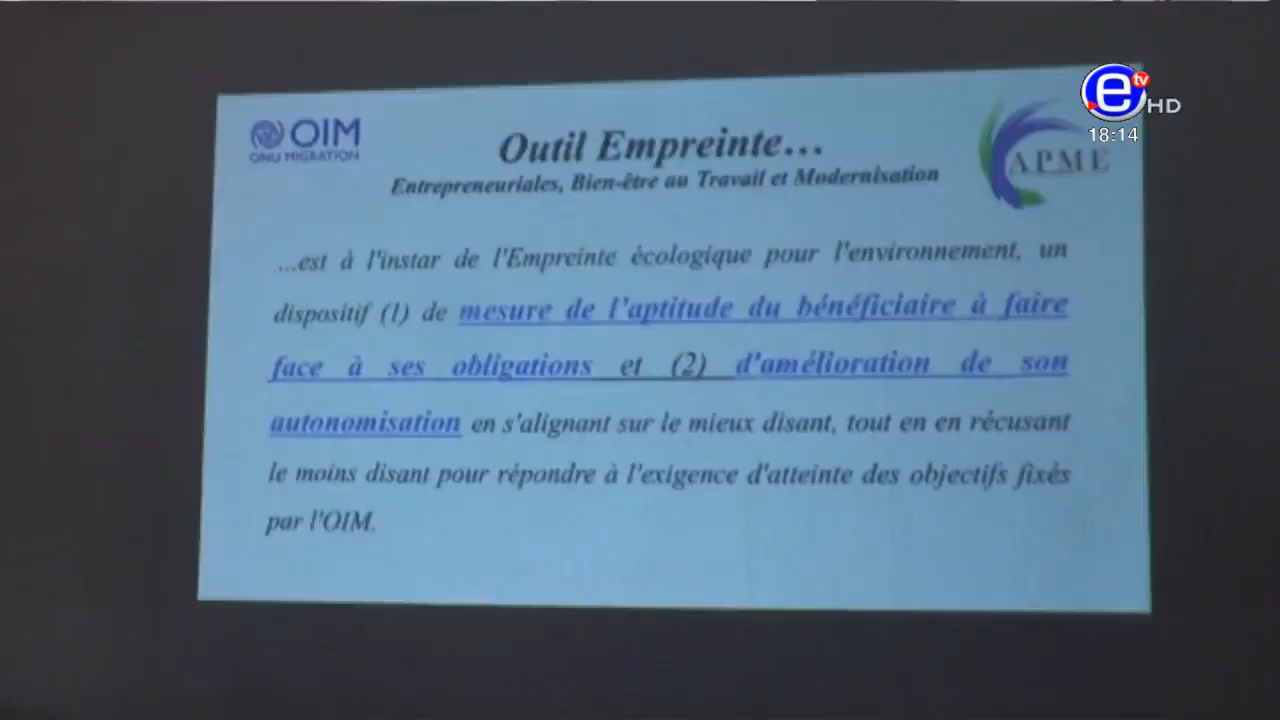 e tv HD
18:14
OIM
ONU MIGRATION
APME
Outil Empreinte...
Entrepreneuriales, Bien-être au Travail et Modernisation
...est à l'instar de l'Empreinte écologique pour l'environnement, un
dispositif (1) de mesure de l'aptitude du bénéficiaire à faire
face à ses obligations et (2) d'amélioration de son
autonomisation en s'alignant sur le mieux disant, tout en en récusant
le moins disant pour répondre à l'exigence d'atteinte des objectifs fixés
par l'OIM.